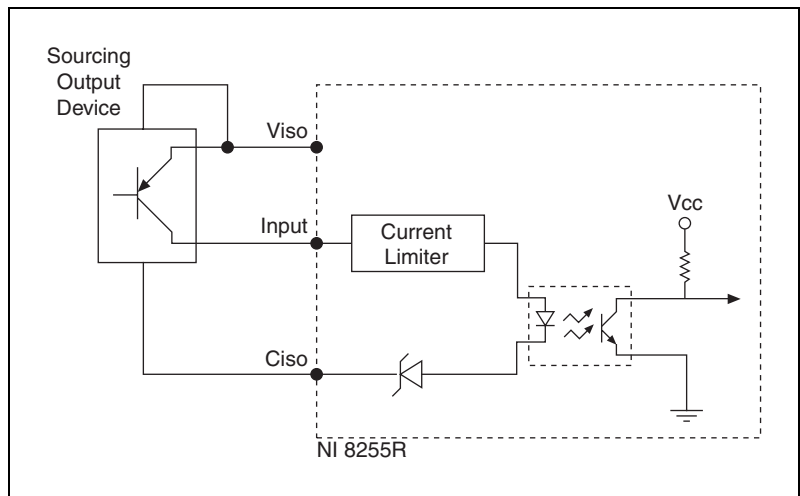 Sourcing
Output
Device
Viso
Vcc
Input
Current
Limiter
Ciso
NI 8255R